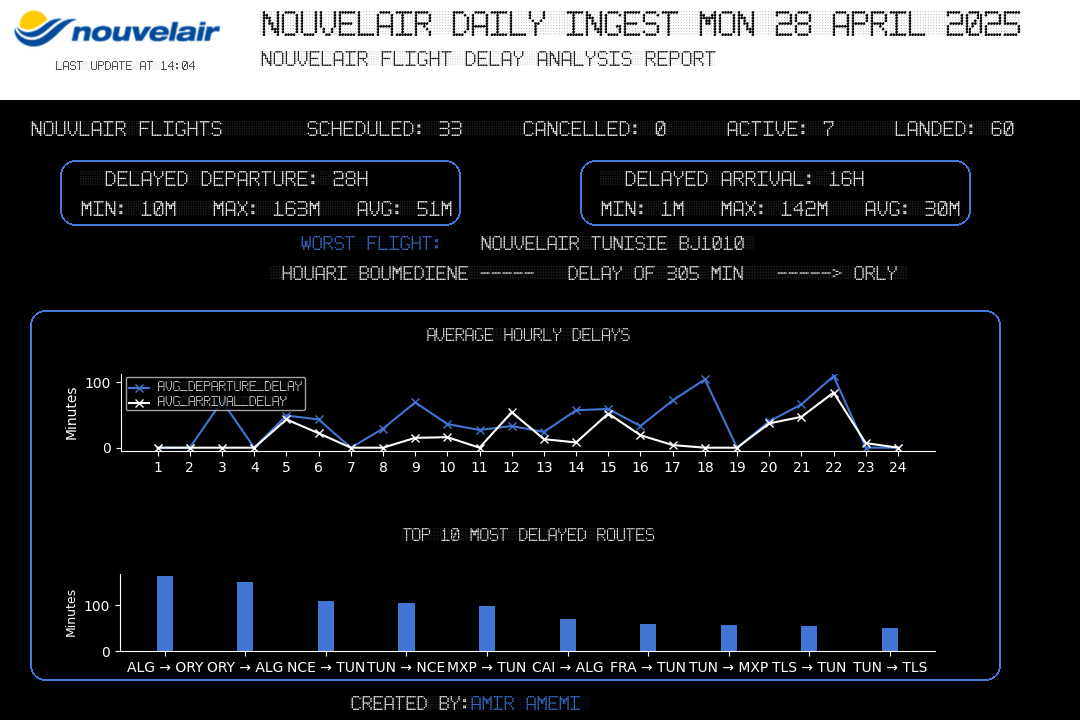 nouvelair
NOUVELAIR DAILY INGEST MON 28 APRIL 2025
LAST UPDATE AT 14:04
NOUVELAIR FLIGHT DELAY ANALYSIS REPORT
NOUVLAIR FLIGHTS SCHEDULED: 33 CANCELLED: 0 ACTIVE: 7 LANDED: 60
DELAYED DEPARTURE: 28H
MIN: 10M MAX: 163M AVG: 51M
DELAYED ARRIVAL: 16H
MIN: 1M MAX: 142M AVG: 30M
WORST FLIGHT: NOUVELAIR TUNISIE BJ1010
HOUARI BOUMEDIENE ----- DELAY OF 305 MIN -----> ORLY
AVERAGE HOURLY DELAYS
AVG_DEPARTURE_DELAY
AVG_ARRIVAL_DELAY
Minutes
100
0
1 2 3 4 5 6 7 8 9 10 11 12 13 14 15 16 17 18 19 20 21 22 23 24
TOP 10 MOST DELAYED ROUTES
Minutes
100
0
ALG → ORY ORY → ALG NCE → TUN TUN → NCE MXP → TUN CAI → ALG FRA → TUN TUN → MXP TLS → TUN TUN → TLS
CREATED BY:AMIR AMEMI